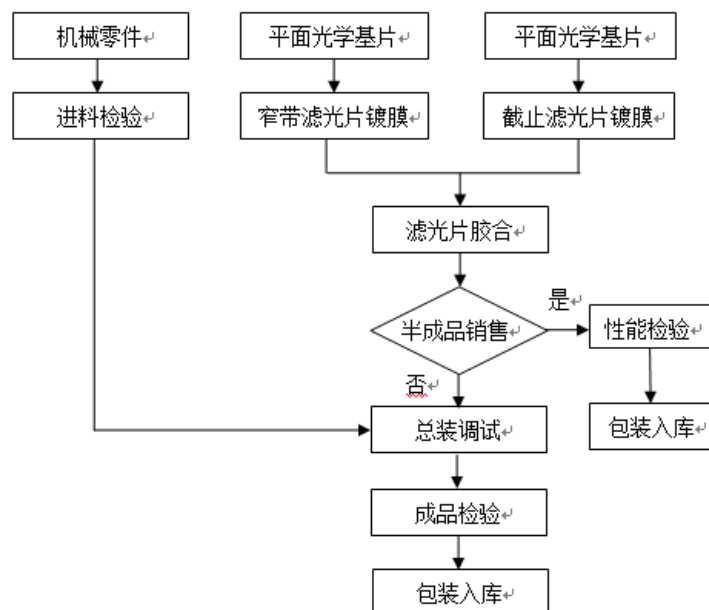 机械零件
平面光学基片
平面光学基片
进料检验
窄带滤光片镀膜
截止滤光片镀膜
滤光片胶合
半成品销售
是
性能检验
否
总装调试
包装入库
成品检验
包装入库